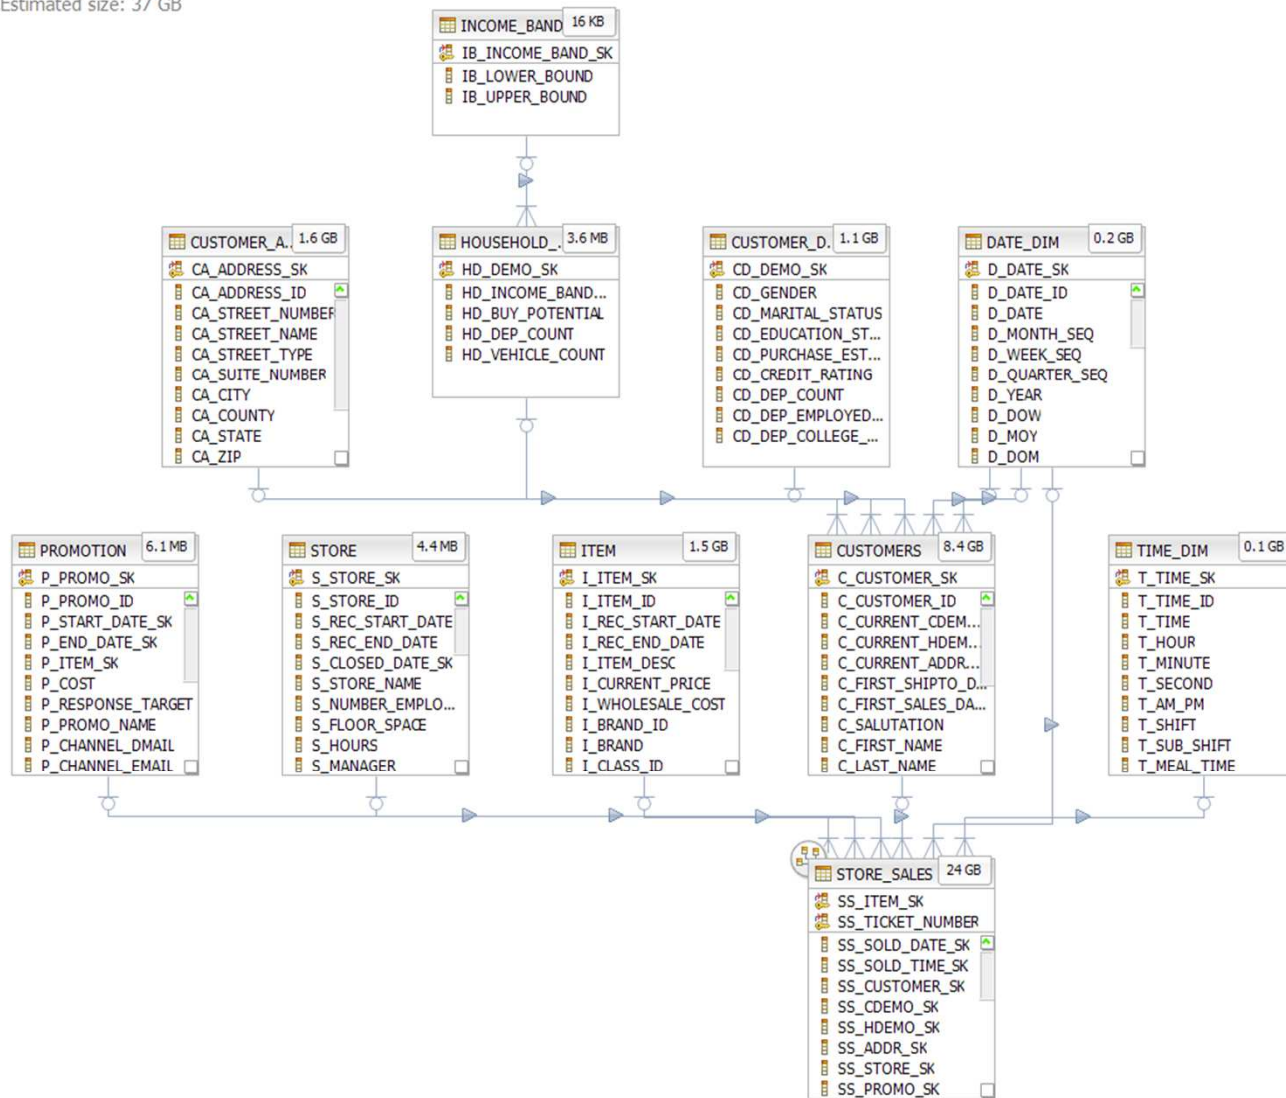 Estimated size: 37 GB
INCOME_BAND 16 KB
IB_INCOME_BAND_SK
IB_LOWER_BOUND
IB_UPPER_BOUND
CUSTOMER_A.. 1.6 GB
CA_ADDRESS_SK
CA_ADDRESS_ID
CA_STREET_NUMBER
CA_STREET_NAME
CA_STREET_TYPE
CA_SUITE_NUMBER
CA_CITY
CA_COUNTY
CA_STATE
CA_ZIP
HOUSEHOLD_. 3.6 MB
HD_DEMO_SK
HD_INCOME_BAND...
HD_BUY_POTENTIAL
HD_DEP_COUNT
HD_VEHICLE_COUNT
CUSTOMER_D. 1.1 GB
CD_DEMO_SK
CD_GENDER
CD_MARITAL_STATUS
CD_EDUCATION_ST...
CD_PURCHASE_EST...
CD_CREDIT_RATING
CD_DEP_COUNT
CD_DEP_EMPLOYED...
CD_DEP_COLLEGE_...
DATE_DIM 0.2 GB
D_DATE_SK
D_DATE_ID
D_DATE
D_MONTH_SEQ
D_WEEK_SEQ
D_QUARTER_SEQ
D_YEAR
D_DOW
D_MOY
D_DOM
PROMOTION 6.1 MB
P_PROMO_SK
P_PROMO_ID
P_START_DATE_SK
P_END_DATE_SK
P_ITEM_SK
P_COST
P_RESPONSE_TARGET
P_PROMO_NAME
P_CHANNEL_DMAIL
P_CHANNEL_EMAIL
STORE 4.4 MB
S_STORE_SK
S_STORE_ID
S_REC_START_DATE
S_REC_END_DATE
S_CLOSED_DATE_SK
S_STORE_NAME
S_NUMBER_EMPLO...
S_FLOOR_SPACE
S_HOURS
S_MANAGER
ITEM 1.5 GB
I_ITEM_SK
I_ITEM_ID
I_REC_START_DATE
I_REC_END_DATE
I_ITEM_DESC
I_CURRENT_PRICE
I_WHOLESALE_COST
I_BRAND_ID
I_BRAND
I_CLASS_ID
CUSTOMERS 8.4 GB
C_CUSTOMER_SK
C_CUSTOMER_ID
C_CURRENT_CDEM...
C_CURRENT_HDEM...
C_CURRENT_ADDR...
C_FIRST_SHIPTO_D...
C_FIRST_SALES_DA...
C_SALUTATION
C_FIRST_NAME
C_LAST_NAME
TIME_DIM 0.1 GB
T_TIME_SK
T_TIME_ID
T_TIME
T_HOUR
T_MINUTE
T_SECOND
T_AM_PM
T_SHIFT
T_SUB_SHIFT
T_MEAL_TIME
STORE_SALES 24 GB
SS_ITEM_SK
SS_TICKET_NUMBER
SS_SOLD_DATE_SK
SS_SOLD_TIME_SK
SS_CUSTOMER_SK
SS_CDEMO_SK
SS_HDEMO_SK
SS_ADDR_SK
SS_STORE_SK
SS_PROMO_SK